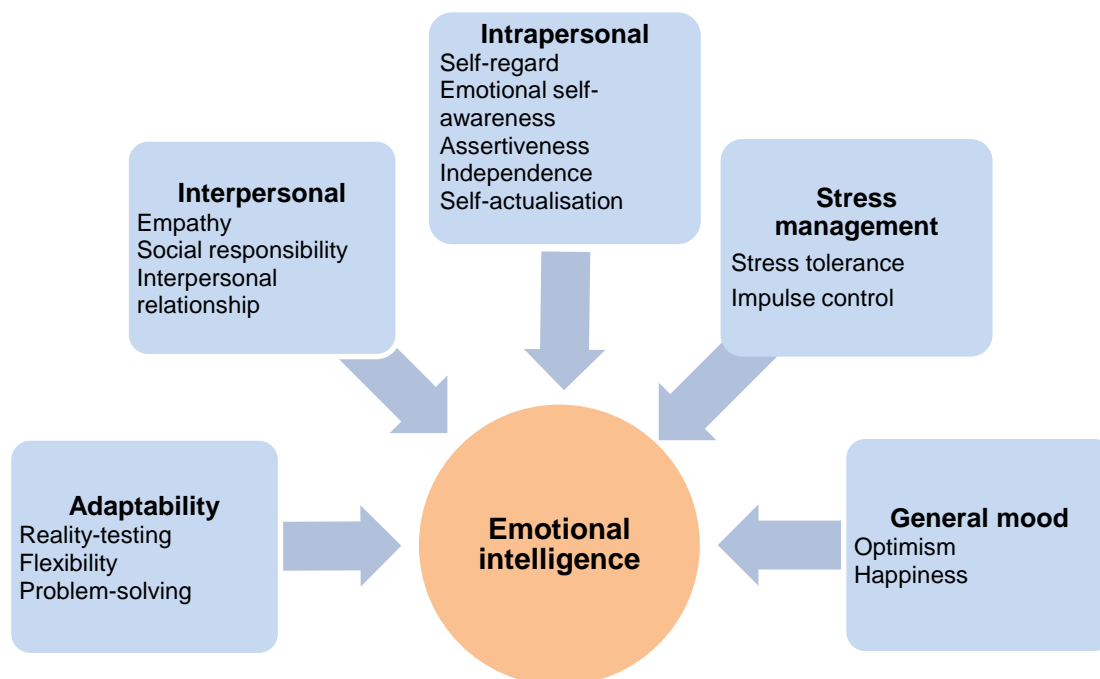 Intrapersonal
Self-regard
Emotional self-
awareness
Assertiveness
Independence
Self-actualisation
Interpersonal
Empathy
Social responsibility
Interpersonal
relationship
Stress
management
Stress tolerance
Impulse control
Adaptability
Reality-testing
Flexibility
Problem-solving
Emotional
intelligence
General mood
Optimism
Happiness